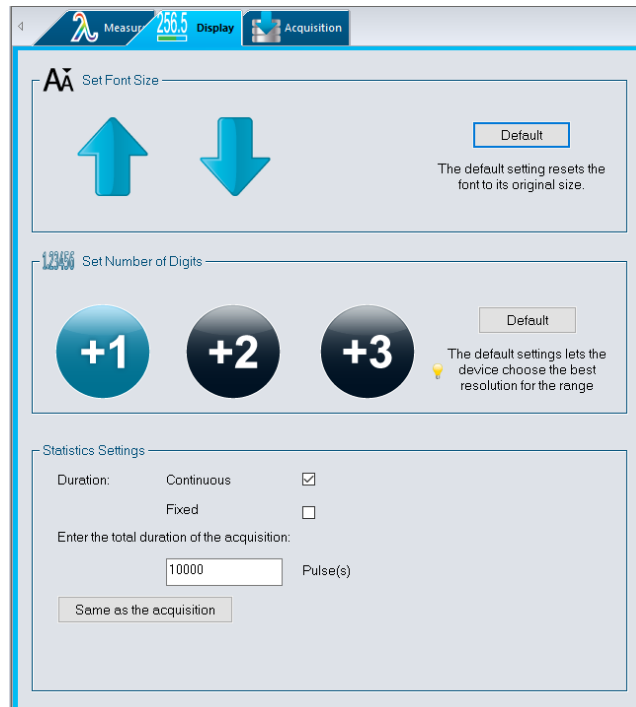 λ Measur 256.5 Display Acquisition
AA Set Font Size
Default
The default setting resets the
font to its original size.
123456 Set Number of Digits
+1 +2 +3
Default
The default settings lets the
device choose the best
resolution for the range
Statistics Settings
Duration: Continuous
Fixed
Enter the total duration of the acquisition:
10000 Pulse(s)
Same as the acquisition